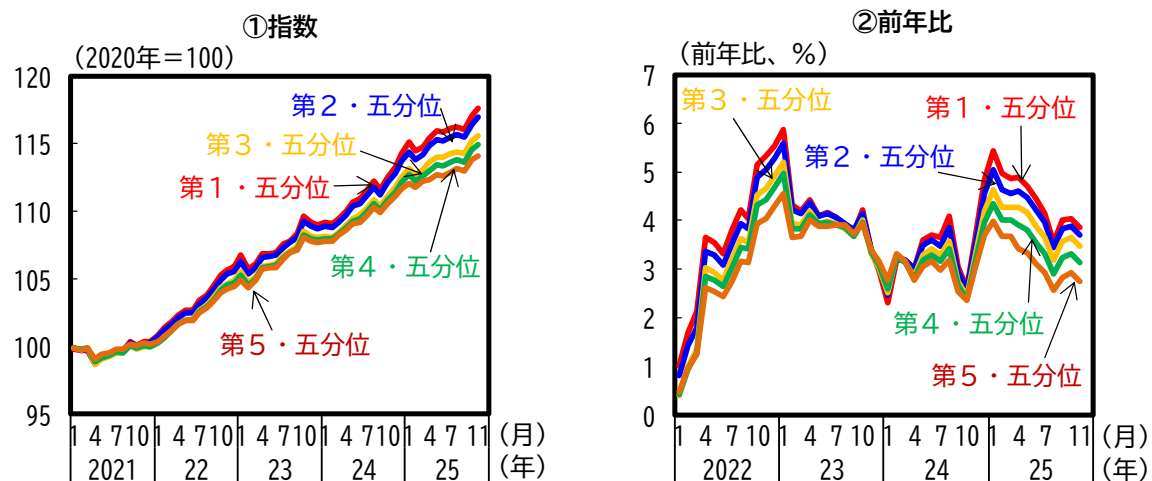 ①指数
（2020年＝100）
120
115
110
105
100
95
第２・五分位
第３・五分位
第１・五分位
第４・五分位
第５・五分位
1 4 7 10 1 4 7 10 1 4 7 10 1 4 7 10 1 4 7 11 （月）
2021 22 23 24 25 （年）
②前年比
（前年比、％）
7
6
5
4
3
2
1
0
第３・五分位
第１・五分位
第２・五分位
第４・五分位
第５・五分位
1 4 7 10 1 4 7 10 1 4 7 10 1 4 7 11 （月）
2022 23 24 25 （年）